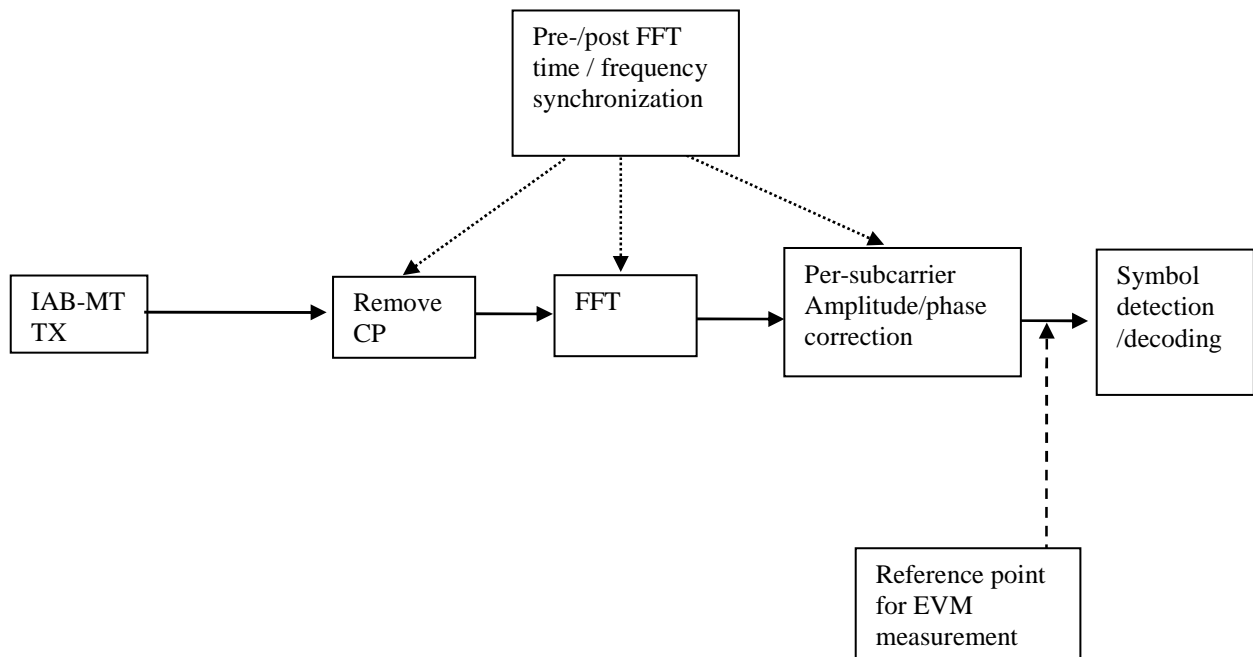 Pre-/post FFT
time / frequency
synchronization
IAB-MT
TX
Remove
CP
FFT
Per-subcarrier
Amplitude/phase
correction
Symbol
detection
/decoding
Reference point
for EVM
measurement